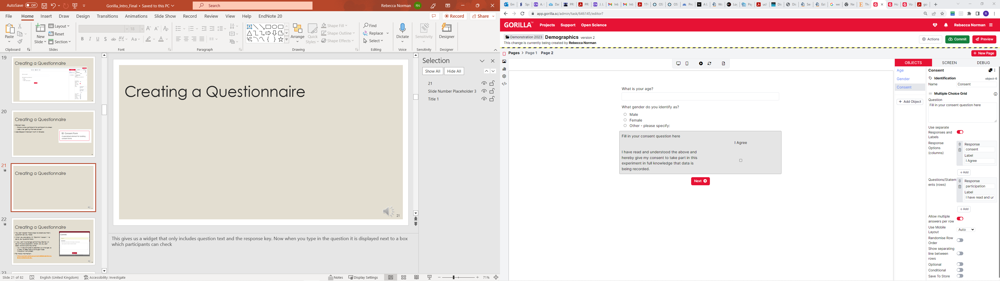 AutoSave Off Gorilla_Intro_Final • Saved to this PC Search Rebecca Norman RN
File Home Insert Draw Design Transitions Animations Slide Show Record Review View Help EndNote 20 Record Share
Paste New Slide Layout Reset Section 18 Arrange Quick Styles Shape Fill Shape Outline Shape Effects Find Replace Select Dictate Sensitivity Designer
Clipboard Slides Font Paragraph Drawing Editing Voice Sensitivity Designer
19
Creating a Questionnaire
20
Creating a Questionnaire
Consent Form
A specialised element for building consent forms
21
Creating a Questionnaire
22
Creating a Questionnaire
Commit
23
Creating a Questionnaire
21
This gives us a widget that only includes question text and the response key. Now when you type in the question it is displayed next to a box
which participants can check
Selection
Show All Hide All
21
Slide Number Placeholder 3
Title 1
Slide 21 of 82 English (United Kingdom) Accessibility: Investigate Notes Display Settings 71%
app.gorilla.sc/admin/task/646145/editor?
GORILLA™ Projects Support Open Science Rebecca Norman
Demonstration 2023 Demographics version 2 Actions Commit Preview
This change is currently being created by Rebecca Norman
Pages Page 1 Page 2 + New Page
OBJECTS SCREEN DEBUG
Age
Gender
Consent
+ Add Object
What is your age?
What gender do you identify as?
Male
Female
Other - please specify:
Fill in your consent question here
I Agree
I have read and understood the above and
hereby give my consent to take part in this
experiment in full knowledge that data is
being recorded.
Next
Consent
Identification object-6
Name Consent
Multiple Choice Grid
Question
Fill in your consent question here
Use separate
Responses and
Labels
Response
Options
(columns)
Response
consent
Label
I Agree
+Add
Questions/Statem
ents (rows)
Response
participation
Label
I have read and ur
+Add
Allow multiple
answers per row
Use Mobile
Layout
Auto
Randomise Row
Order
Show separating
line between
rows
Optional
Conditional
Save To Store